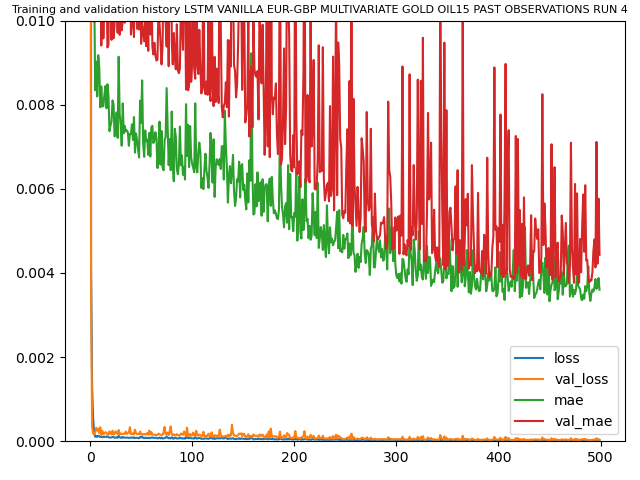 Training and validation history LSTM VANILLA EUR-GBP MULTIVARIATE GOLD OIL15 PAST OBSERVATIONS RUN 4
0.010
0.008
0.006
0.004
0.002
0.000
0 100 200 300 400 500
loss
val_loss
mae
val_mae